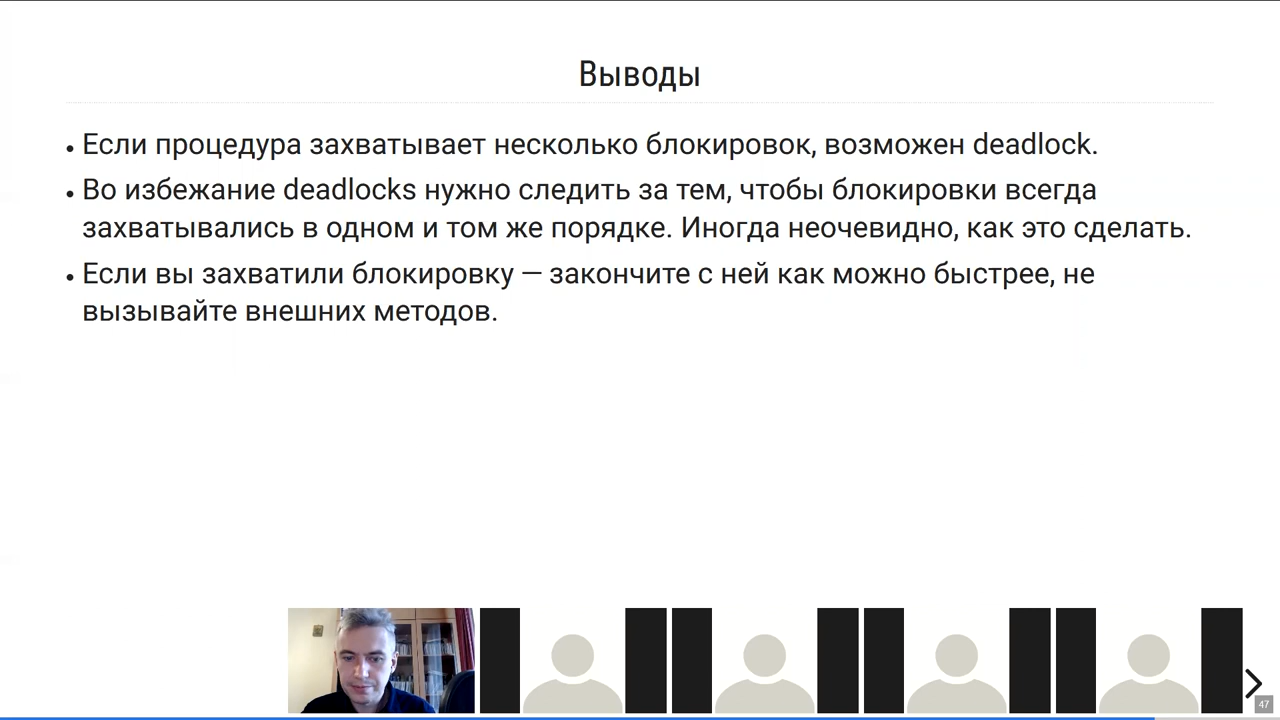 Выводы
• Если процедура захватывает несколько блокировок, возможен deadlock.
• Во избежание deadlocks нужно следить за тем, чтобы блокировки всегда
захватывались в одном и том же порядке. Иногда неочевидно, как это сделать.
• Если вы захватили блокировку — закончите с ней как можно быстрее, не
вызывайте внешних методов.
47